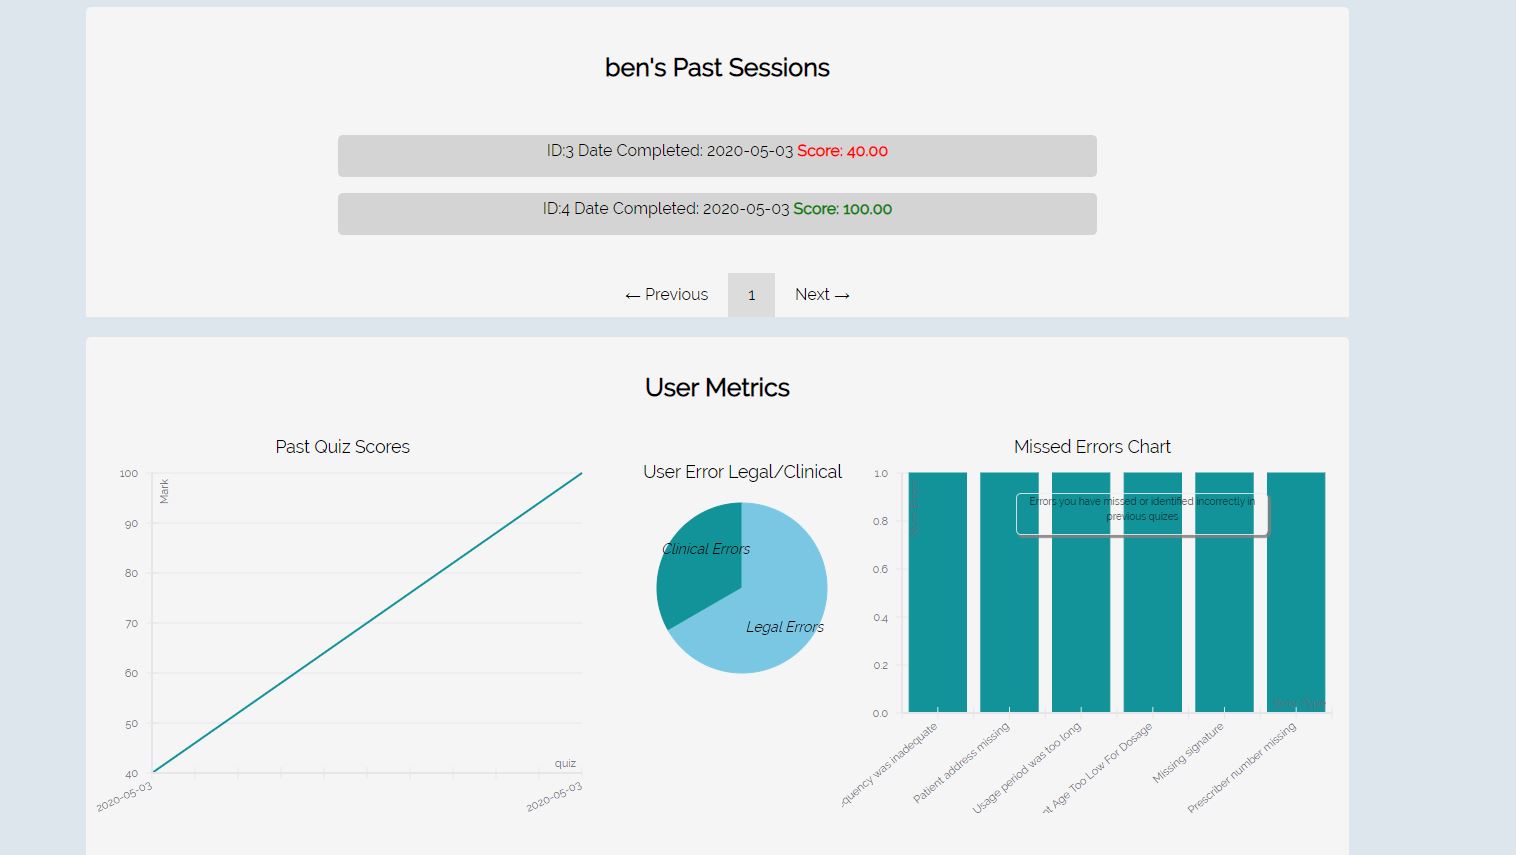 ben's Past Sessions
ID:3 Date Completed: 2020-05-03 Score: 40.00
ID:4 Date Completed: 2020-05-03 Score: 100.00
← Previous
1
Next →
User Metrics
Past Quiz Scores
100
90
80
70
60
50
40
Mark
quiz
2020-05-03
2020-05-03
User Error Legal/Clinical
Clinical Errors
Legal Errors
Missed Errors Chart
1.0
0.8
0.6
0.4
0.2
0.0
Errors you have missed or identified incorrectly in
previous quizes
quency was inadequate
Patient address missing
Usage period was too long
nt Age Too Low For Dosage
Missing signature
Prescriber number missing